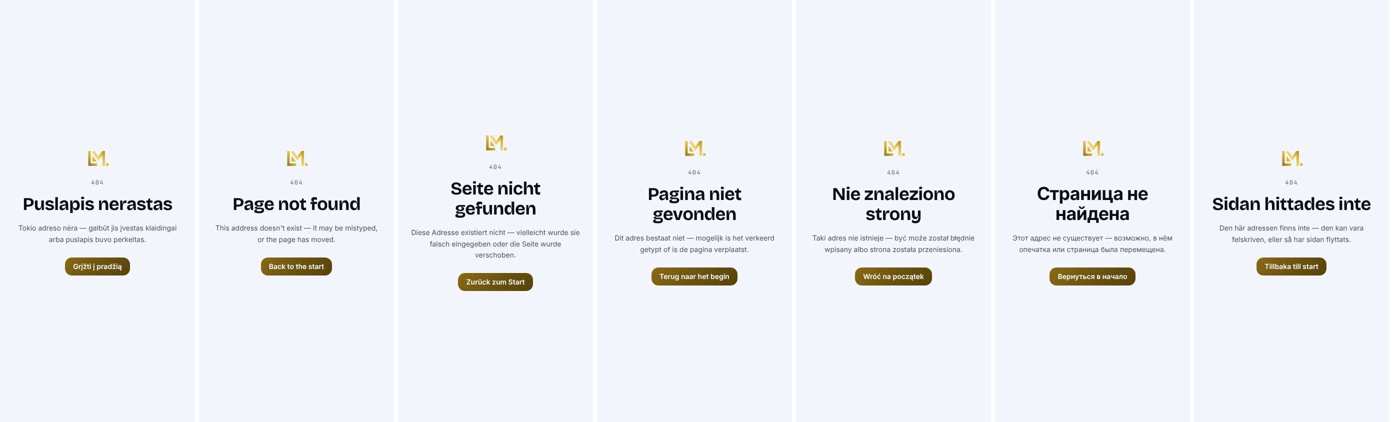 LM.
404
Puslapis nerastas
Tokio adreso nėra — galbūt jis įvestas klaidingai
arba puslapis buvo perkeltas.
Grįžti į pradžią
LM.
404
Page not found
This address doesn't exist — it may be mistyped,
or the page has moved.
Back to the start
LM.
404
Seite nicht
gefunden
Diese Adresse existiert nicht — vielleicht wurde sie
falsch eingegeben oder die Seite wurde
verschoben.
Zurück zum Start
LM.
404
Pagina niet
gevonden
Dit adres bestaat niet — mogelijk is het verkeerd
getypt of is de pagina verplaatst.
Terug naar het begin
LM.
404
Nie znaleziono
strony
Taki adres nie istnieje — być może został błędnie
wpisany albo strona została przeniesiona.
Wróć na początek
LM.
404
Страница не
найдена
Этот адрес не существует — возможно, в нём
опечатка или страница была перемещена.
Вернуться в начало
LM.
404
Sidan hittades inte
Den här adressen finns inte — den kan vara
felskriven, eller så har sidan flyttats.
Tillbaka till start